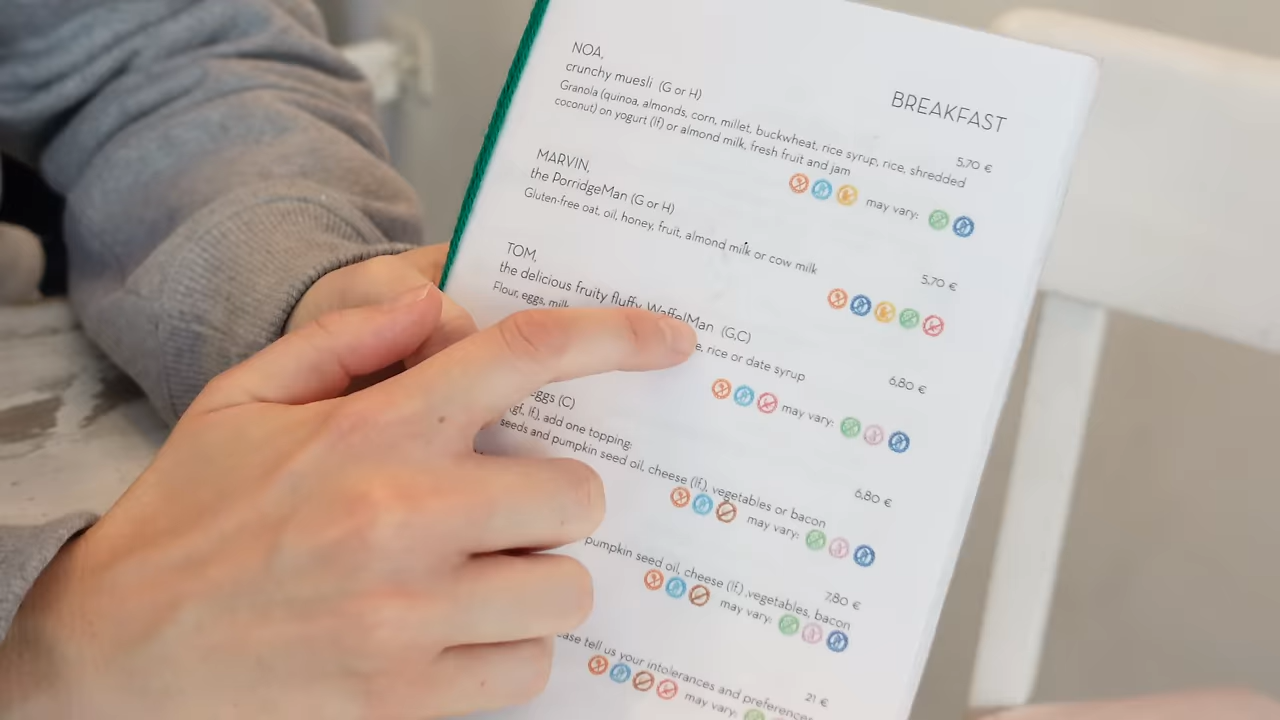 BREAKFAST
NOA,
crunchy muesli (G or H)
Granola (quinoa, almonds, corn, millet, buckwheat, rice syrup, rice, shredded
coconut) on yogurt (lf) or almond milk, fresh fruit and jam
5,70 €
may vary:
MARVIN,
the PorridgeMan (G or H)
Gluten-free oat, oil, honey, fruit, almond milk or cow milk
5,70 €
TOM,
the delicious fruity fluffy WaffelMan (G,C)
Flour, eggs, milk
rice or date syrup
6,80 €
may vary:
eggs (C)
(gf, lf), add one topping:
seeds and pumpkin seed oil, cheese (lf), vegetables or bacon
6,80 €
may vary:
pumpkin seed oil, cheese (lf) ,vegetables, bacon
7,80 €
may vary:
tell us your intolerances and preferences
21 €
may vary: